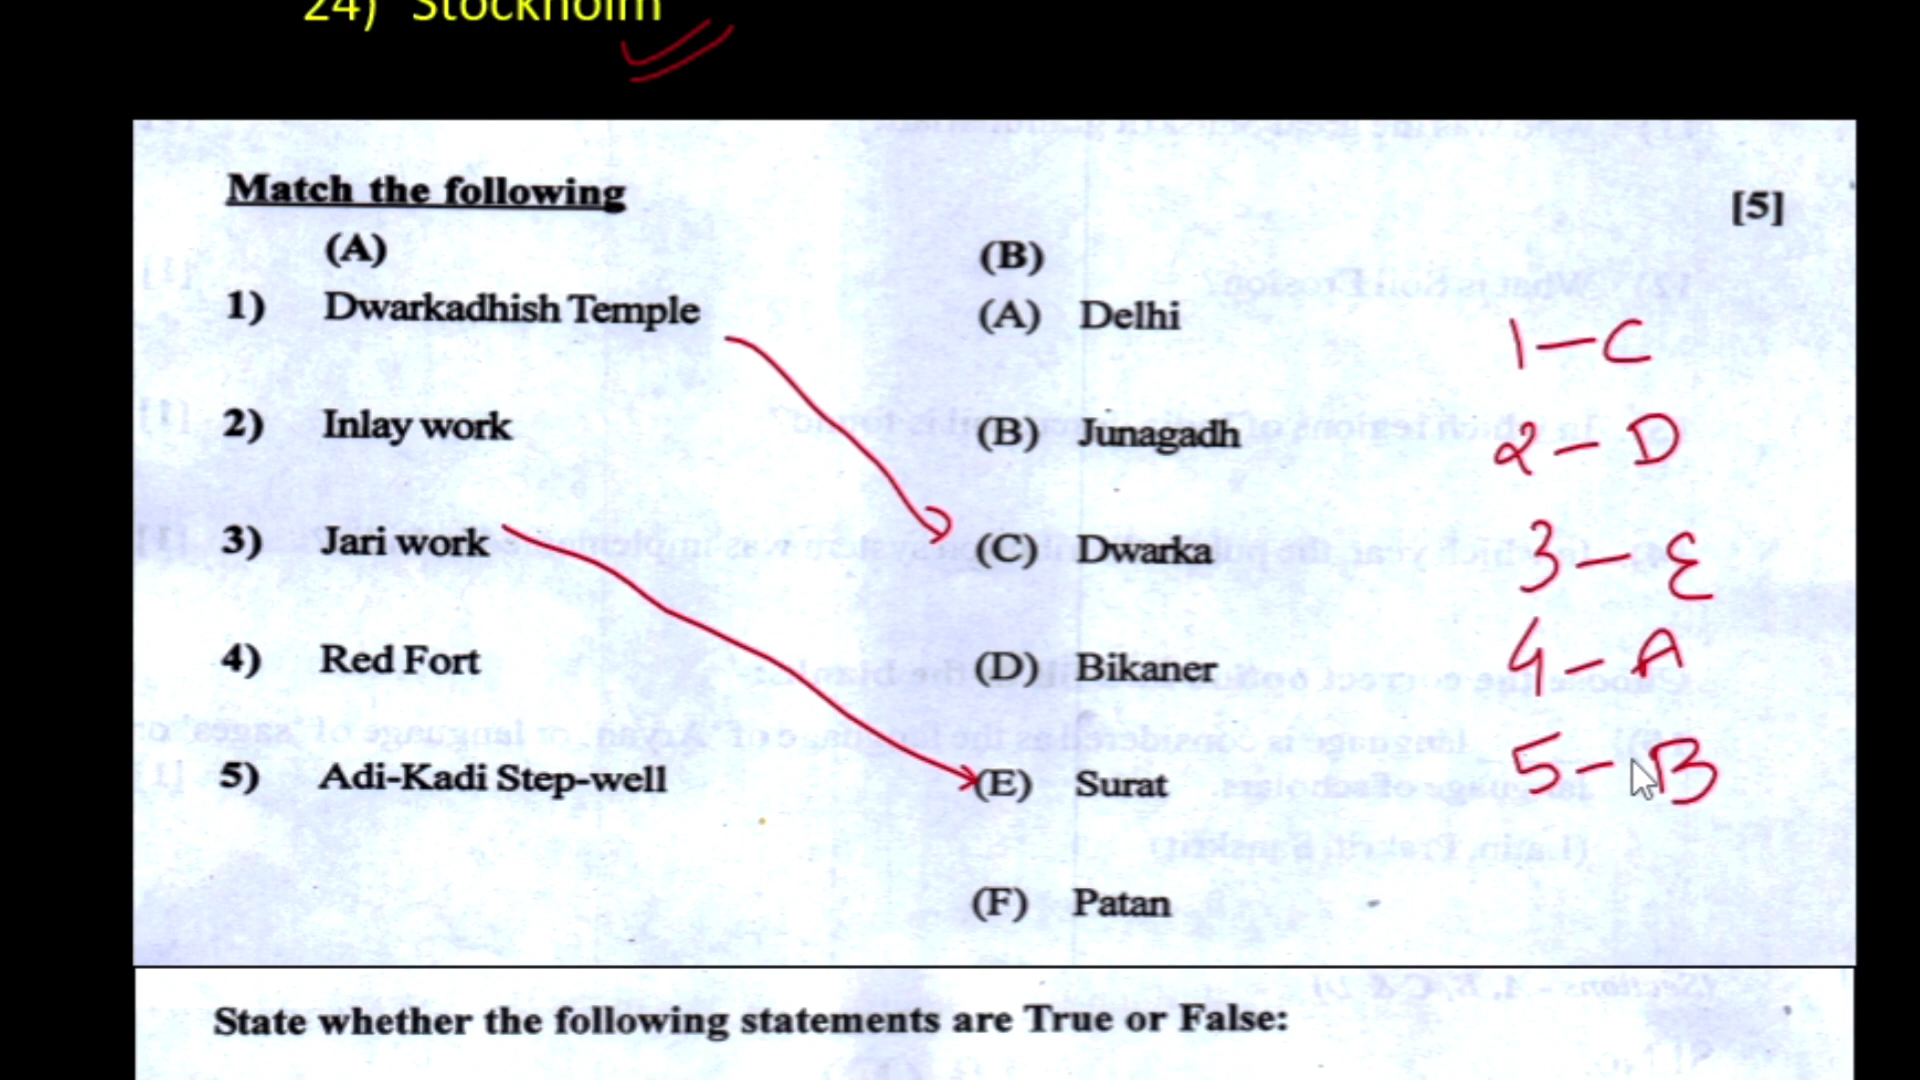 24) Stockholm
Match the following [5]
(A) (B)
1) Dwarkadhish Temple (A) Delhi
1-C
2) Inlay work (B) Junagadh
2-D
3) Jari work (C) Dwarka
3-E
4) Red Fort (D) Bikaner
4-A
5) Adi-Kadi Step-well (E) Surat
5-B
(F) Patan
State whether the following statements are True or False: